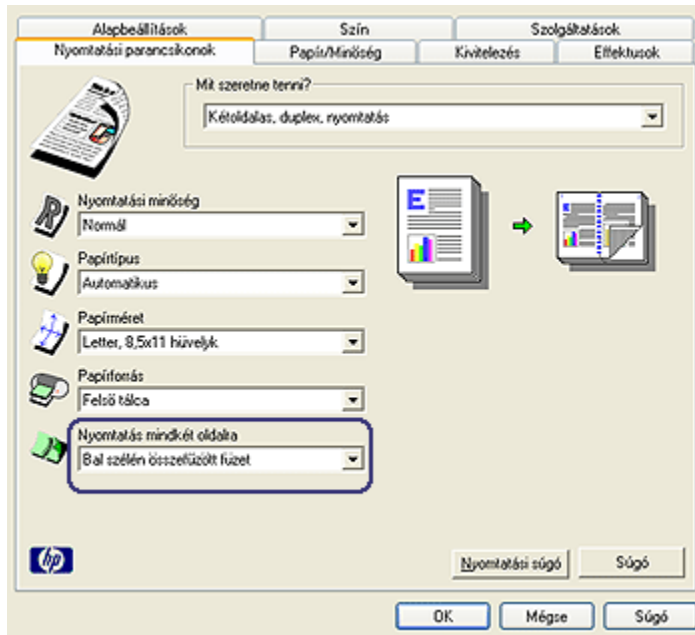 Alapbeállítások
Szín
Szolgáltatások
Nyomtatási parancsikonok
Papír/Minőség
Kivitelezés
Effektusok
Mit szeretne tenni?
Kétoldalas, duplex, nyomtatás
Nyomtatási minőség
Normál
Papírtípus
Automatikus
Papírméret
Letter, 8,5x11 hüvelyk
Papírforrás
Felső tálca
Nyomtatás mindkét oldalra
Bal szélén összefűzött füzet
hp
Nyomtatási súgó
Súgó
OK
Mégse
Súgó